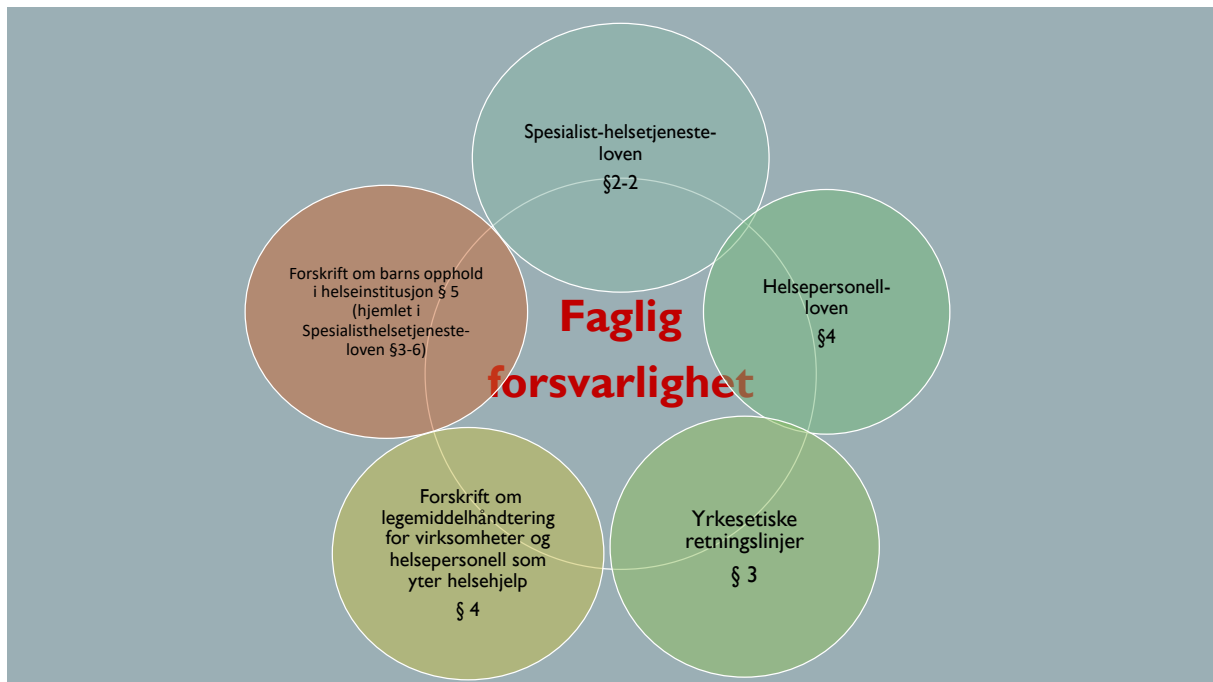 Spesialist-helsetjeneste-
loven
§2-2
Helsepersonell-
loven
§4
Yrkesetiske
retningslinjer
§ 3
Forskrift om
legemiddelhåndtering
for virksomheter og
helsepersonell som
yter helsehjelp
§ 4
Forskrift om barns opphold
i helseinstitusjon § 5
(hjemlet i
Spesialisthelsetjeneste-
loven §3-6)
Faglig
forsvarlighet